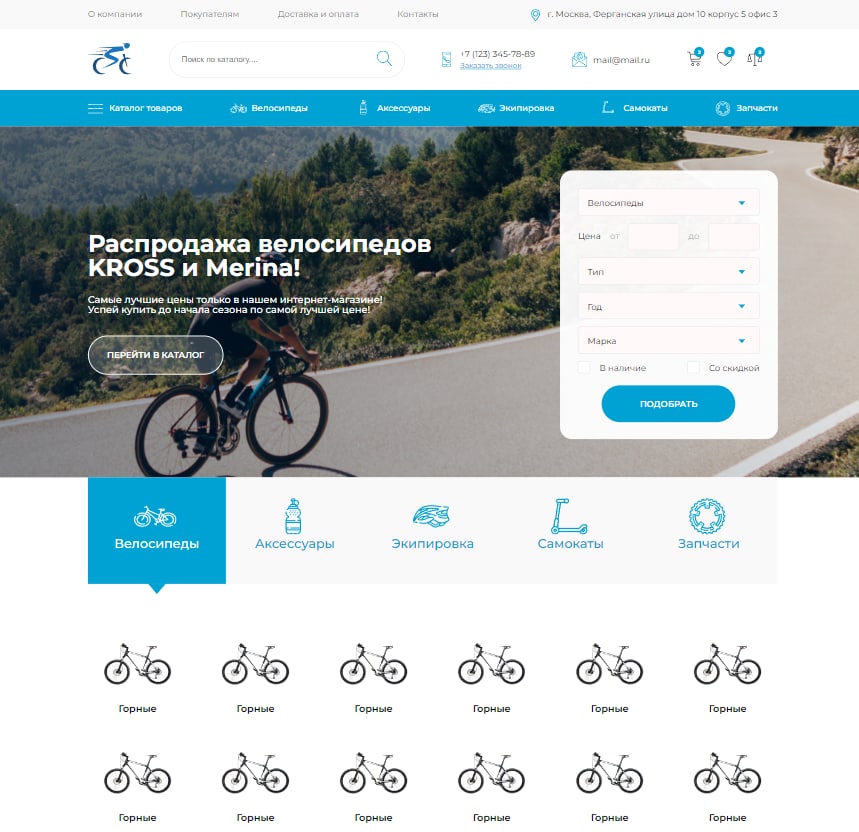 О компании Покупателям Доставка и оплата Контакты г. Москва, Ферганская улица дом 10 корпус 5 офис 3
Поиск по каталогу....
+7 (123) 345-78-89
Заказать звонок
mail@mail.ru
3 3 3
Каталог товаров Велосипеды Аксессуары Экипировка Самокаты Запчасти
Распродажа велосипедов
KROSS и Merina!
Самые лучшие цены только в нашем интернет-магазине!
Успей купить до начала сезона по самой лучшей цене!
ПЕРЕЙТИ В КАТАЛОГ
Велосипеды
Цена от до
Тип
Год
Марка
В наличие Со скидкой
ПОДОБРАТЬ
Велосипеды Аксессуары Экипировка Самокаты Запчасти
Горные Горные Горные Горные Горные Горные
Горные Горные Горные Горные Горные Горные